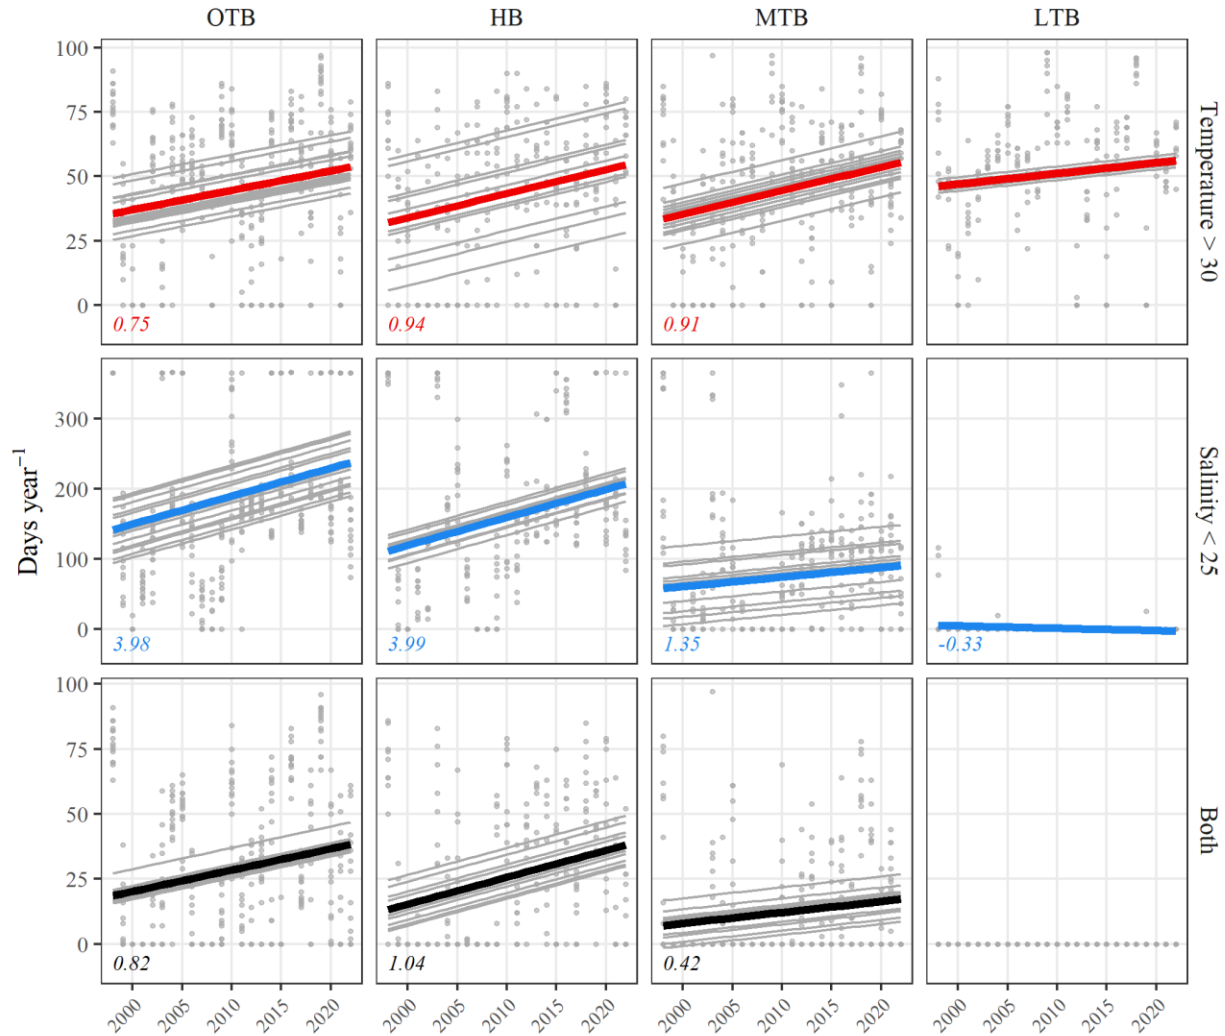 OTB HB MTB LTB
100
75
50
25
0
0.75 0.94 0.91
Temperature > 30
300
200
100
0
3.98 3.99 1.35 -0.33
Salinity < 25
Days year⁻¹
100
75
50
25
0
0.82 1.04 0.42
Both
2000 2005 2010 2015 2020 2000 2005 2010 2015 2020 2000 2005 2010 2015 2020 2000 2005 2010 2015 2020